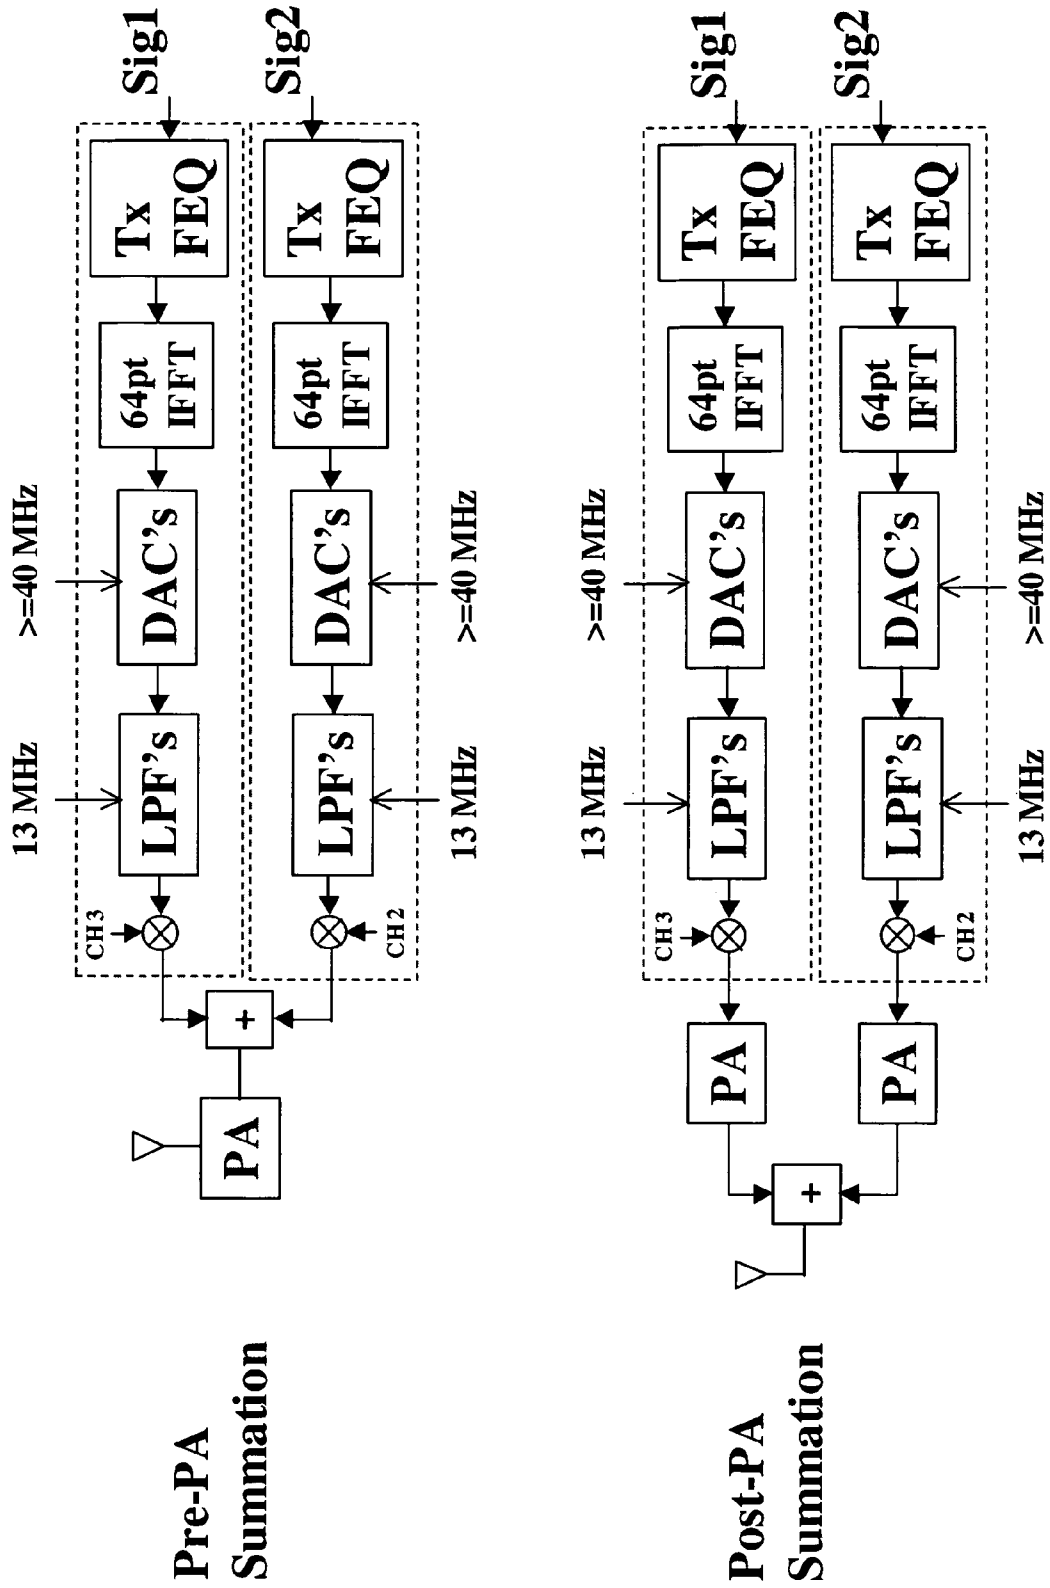 Pre-PA
Summation
13 MHz
>=40 MHz
CH3
PA
+
LPF's
DAC's
64pt
IFFT
Tx
FEQ
Sig1
CH2
LPF's
DAC's
64pt
IFFT
Tx
FEQ
Sig2
13 MHz
>=40 MHz
Post-PA
Summation
13 MHz
>=40 MHz
CH3
PA
LPF's
DAC's
64pt
IFFT
Tx
FEQ
Sig1
+
PA
CH2
LPF's
DAC's
64pt
IFFT
Tx
FEQ
Sig2
13 MHz
>=40 MHz